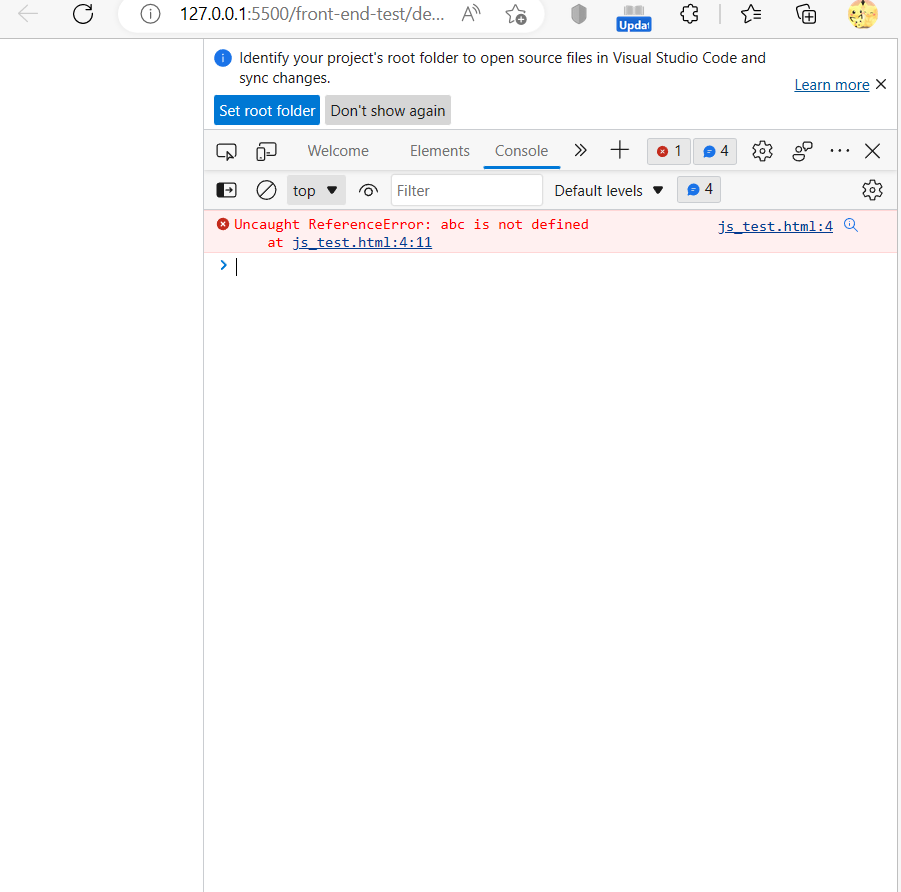 127.0.0.1:5500/front-end-test/de...
Updat
Identify your project's root folder to open source files in Visual Studio Code and
sync changes.
Learn more
Set root folder Don't show again
Welcome Elements Console 1 4
top Filter Default levels 4
Uncaught ReferenceError: abc is not defined js_test.html:4
at js_test.html:4:11